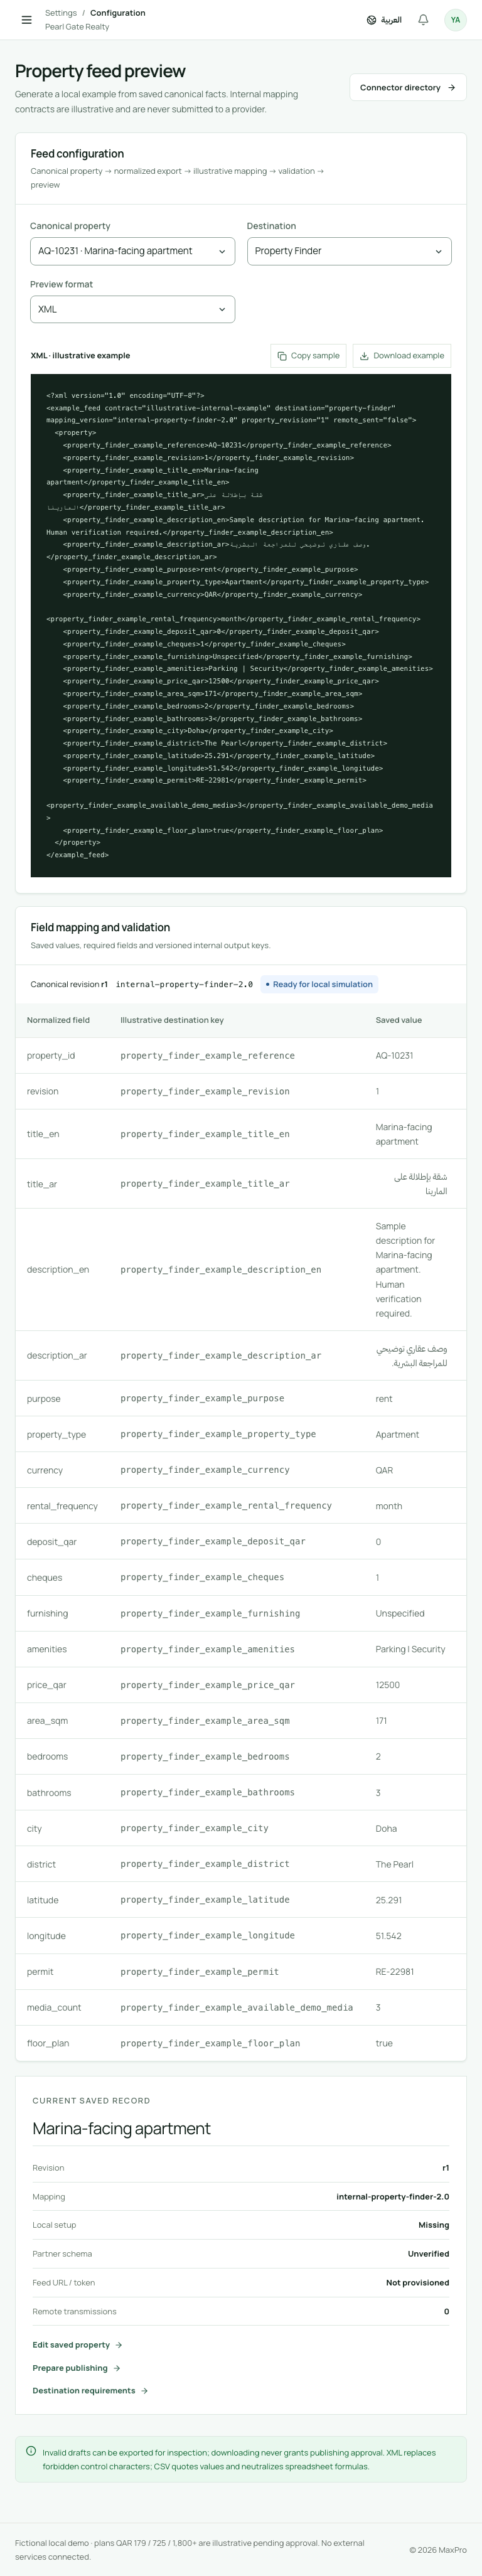 Settings / Configuration
Pearl Gate Realty
العربية
YA
Property feed preview
Generate a local example from saved canonical facts. Internal mapping
contracts are illustrative and are never submitted to a provider.
Connector directory →
Feed configuration
Canonical property → normalized export → illustrative mapping → validation →
preview
Canonical property
AQ-10231 · Marina-facing apartment
Destination
Property Finder
Preview format
XML
XML · illustrative example
Copy sample
Download example
<?xml version="1.0" encoding="UTF-8"?>
<example_feed contract="illustrative-internal-example" destination="property-finder"
mapping_version="internal-property-finder-2.0" property_revision="1" remote_sent="false">
<property>
<property_finder_example_reference>AQ-10231</property_finder_example_reference>
<property_finder_example_revision>1</property_finder_example_revision>
<property_finder_example_title_en>Marina-facing
apartment</property_finder_example_title_en>
<property_finder_example_title_ar>شقة بإطلالة على
المارينا</property_finder_example_title_ar>
<property_finder_example_description_en>Sample description for Marina-facing apartment.
Human verification required.</property_finder_example_description_en>
<property_finder_example_description_ar>وصف عقاري توضيحي للمراجعة البشرية.
</property_finder_example_description_ar>
<property_finder_example_purpose>rent</property_finder_example_purpose>
<property_finder_example_property_type>Apartment</property_finder_example_property_type>
<property_finder_example_currency>QAR</property_finder_example_currency>
<property_finder_example_rental_frequency>month</property_finder_example_rental_frequency>
<property_finder_example_deposit_qar>0</property_finder_example_deposit_qar>
<property_finder_example_cheques>1</property_finder_example_cheques>
<property_finder_example_furnishing>Unspecified</property_finder_example_furnishing>
<property_finder_example_amenities>Parking | Security</property_finder_example_amenities>
<property_finder_example_price_qar>12500</property_finder_example_price_qar>
<property_finder_example_area_sqm>171</property_finder_example_area_sqm>
<property_finder_example_bedrooms>2</property_finder_example_bedrooms>
<property_finder_example_bathrooms>3</property_finder_example_bathrooms>
<property_finder_example_city>Doha</property_finder_example_city>
<property_finder_example_district>The Pearl</property_finder_example_district>
<property_finder_example_latitude>25.291</property_finder_example_latitude>
<property_finder_example_longitude>51.542</property_finder_example_longitude>
<property_finder_example_permit>RE-22981</property_finder_example_permit>
<property_finder_example_available_demo_media>3</property_finder_example_available_demo_media
>
<property_finder_example_floor_plan>true</property_finder_example_floor_plan>
</property>
</example_feed>
Field mapping and validation
Saved values, required fields and versioned internal output keys.
Canonical revision r1 internal-property-finder-2.0 Ready for local simulation
Normalized field Illustrative destination key Saved value
property_id property_finder_example_reference AQ-10231
revision property_finder_example_revision 1
title_en property_finder_example_title_en Marina-facing
apartment
title_ar property_finder_example_title_ar شقة بإطلالة على
المارينا
description_en property_finder_example_description_en Sample
description for
Marina-facing
apartment.
Human
verification
required.
description_ar property_finder_example_description_ar وصف عقاري توضيحي
للمراجعة البشرية.
purpose property_finder_example_purpose rent
property_type property_finder_example_property_type Apartment
currency property_finder_example_currency QAR
rental_frequency property_finder_example_rental_frequency month
deposit_qar property_finder_example_deposit_qar 0
cheques property_finder_example_cheques 1
furnishing property_finder_example_furnishing Unspecified
amenities property_finder_example_amenities Parking | Security
price_qar property_finder_example_price_qar 12500
area_sqm property_finder_example_area_sqm 171
bedrooms property_finder_example_bedrooms 2
bathrooms property_finder_example_bathrooms 3
city property_finder_example_city Doha
district property_finder_example_district The Pearl
latitude property_finder_example_latitude 25.291
longitude property_finder_example_longitude 51.542
permit property_finder_example_permit RE-22981
media_count property_finder_example_available_demo_media 3
floor_plan property_finder_example_floor_plan true
CURRENT SAVED RECORD
Marina-facing apartment
Revision r1
Mapping internal-property-finder-2.0
Local setup Missing
Partner schema Unverified
Feed URL / token Not provisioned
Remote transmissions 0
Edit saved property →
Prepare publishing →
Destination requirements →
Invalid drafts can be exported for inspection; downloading never grants publishing approval. XML replaces
forbidden control characters; CSV quotes values and neutralizes spreadsheet formulas.
Fictional local demo · plans QAR 179 / 725 / 1,800+ are illustrative pending approval. No external
services connected.
© 2026 MaxPro